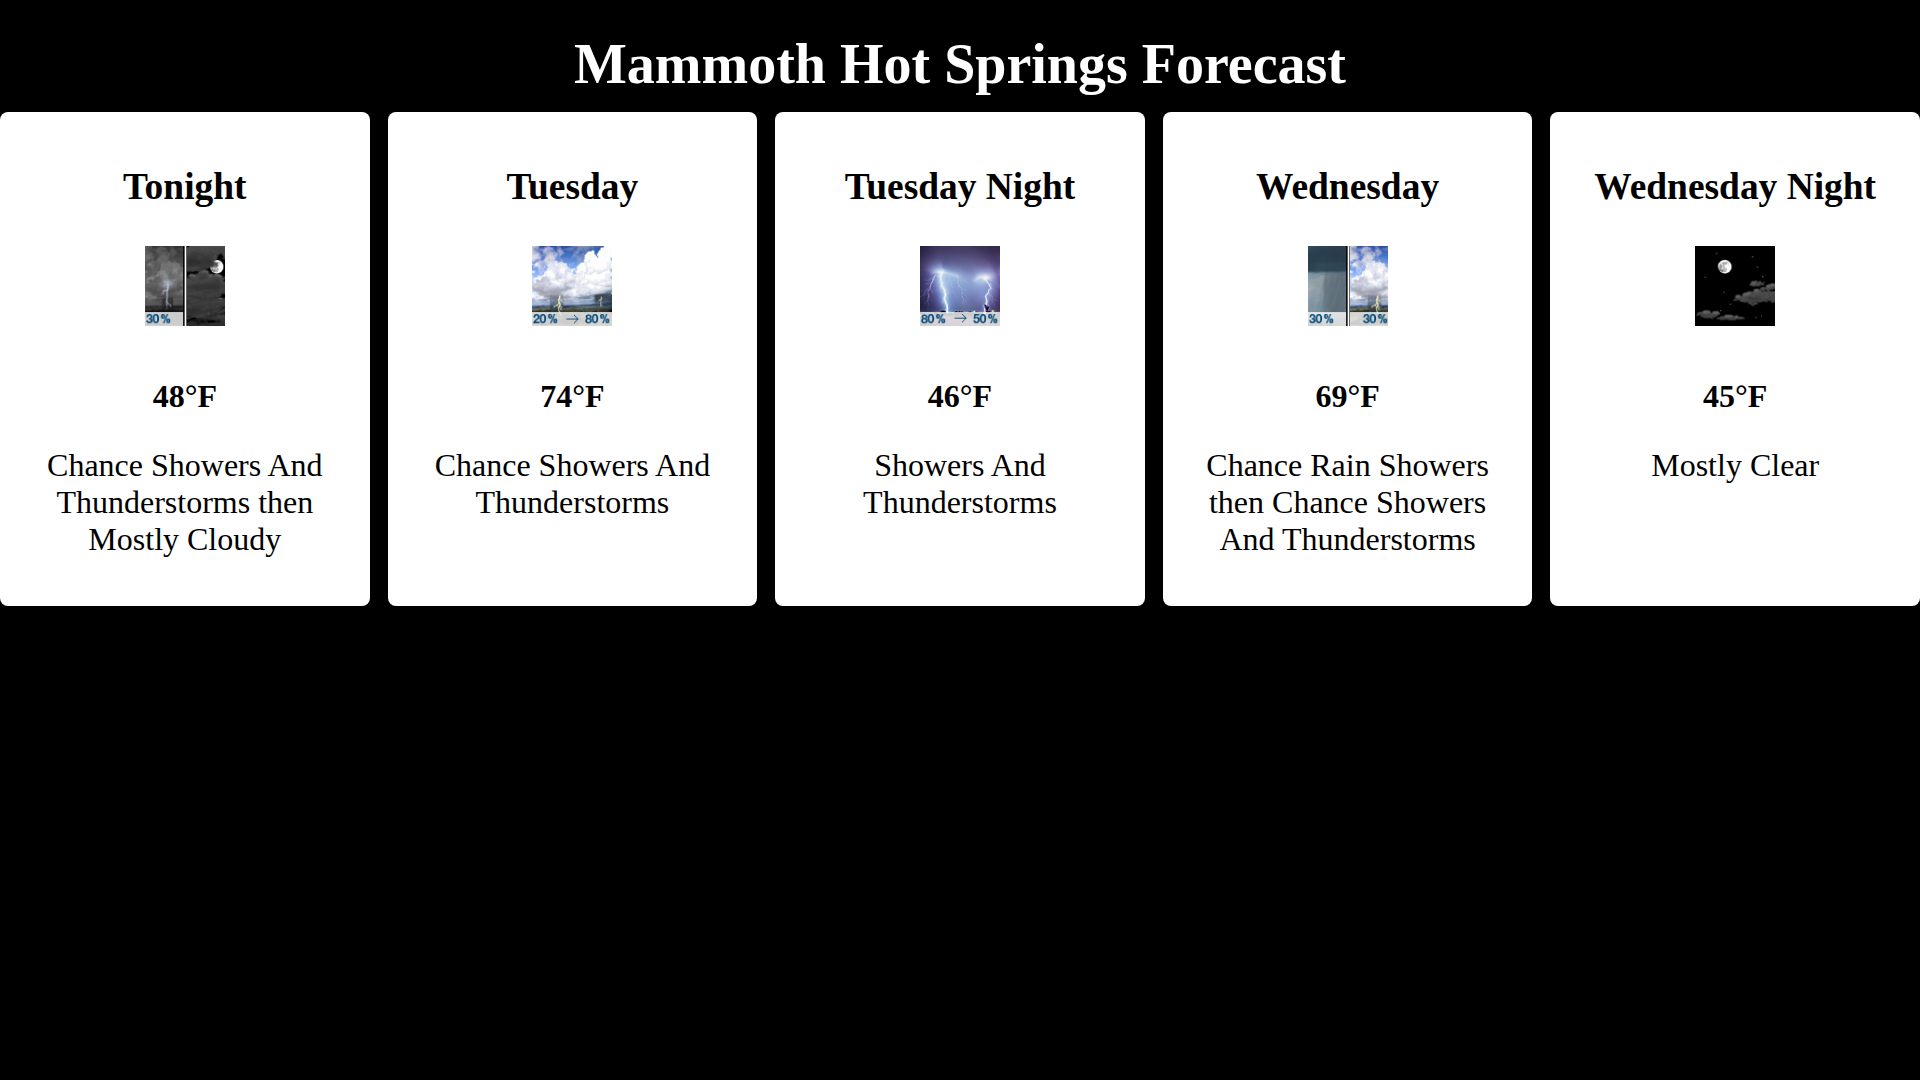 Mammoth Hot Springs Forecast
Tonight
30%
48°F
Chance Showers And
Thunderstorms then
Mostly Cloudy
Tuesday
20% → 80%
74°F
Chance Showers And
Thunderstorms
Tuesday Night
80% → 50%
46°F
Showers And
Thunderstorms
Wednesday
30% 30%
69°F
Chance Rain Showers
then Chance Showers
And Thunderstorms
Wednesday Night
45°F
Mostly Clear